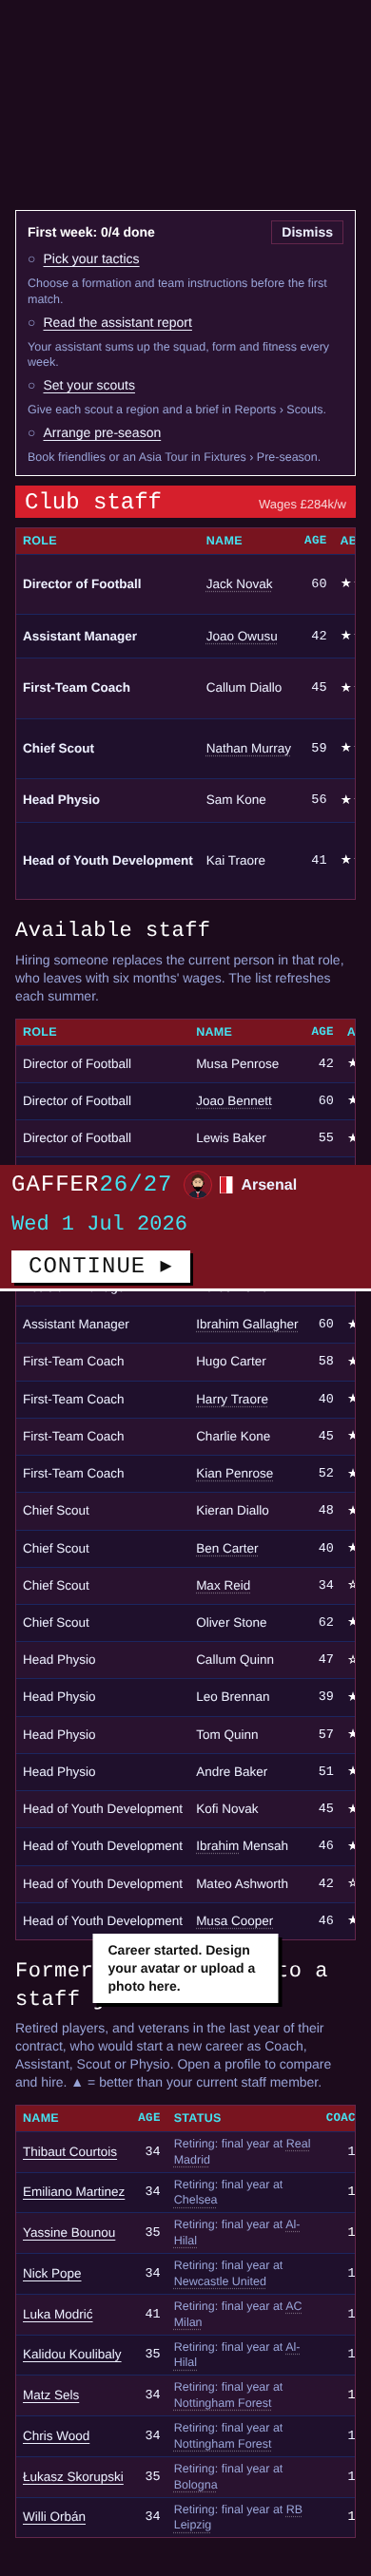 First week: 0/4 done
Dismiss
○ Pick your tactics
Choose a formation and team instructions before the first
match.
○ Read the assistant report
Your assistant sums up the squad, form and fitness every
week.
○ Set your scouts
Give each scout a region and a brief in Reports › Scouts.
○ Arrange pre-season
Book friendlies or an Asia Tour in Fixtures › Pre-season.
Club staff
Wages £284k/w
ROLE NAME AGE AB
Director of Football Jack Novak 60 ★
Assistant Manager Joao Owusu 42 ★
First-Team Coach Callum Diallo 45 ★
Chief Scout Nathan Murray 59 ★
Head Physio Sam Kone 56 ★
Head of Youth Development Kai Traore 41 ★
Available staff
Hiring someone replaces the current person in that role,
who leaves with six months' wages. The list refreshes
each summer.
ROLE NAME AGE A
Director of Football Musa Penrose 42 ★
Director of Football Joao Bennett 60 ★
Director of Football Lewis Baker 55 ★
GAFFER26/27 Arsenal
Wed 1 Jul 2026
CONTINUE ►
Assistant Manager Ibrahim Gallagher 60 ★
First-Team Coach Hugo Carter 58 ★
First-Team Coach Harry Traore 40 ★
First-Team Coach Charlie Kone 45 ★
First-Team Coach Kian Penrose 52 ★
Chief Scout Kieran Diallo 48 ★
Chief Scout Ben Carter 40 ★
Chief Scout Max Reid 34 ☆
Chief Scout Oliver Stone 62 ★
Head Physio Callum Quinn 47 ☆
Head Physio Leo Brennan 39 ★
Head Physio Tom Quinn 57 ★
Head Physio Andre Baker 51 ★
Head of Youth Development Kofi Novak 45 ★
Head of Youth Development Ibrahim Mensah 46 ★
Head of Youth Development Mateo Ashworth 42 ☆
Head of Youth Development Musa Cooper 46 ★
Career started. Design
your avatar or upload a
photo here.
Former to a
staff
Retired players, and veterans in the last year of their
contract, who would start a new career as Coach,
Assistant, Scout or Physio. Open a profile to compare
and hire. ▲ = better than your current staff member.
NAME AGE STATUS COAC
Thibaut Courtois 34 Retiring: final year at Real
Madrid 1
Emiliano Martinez 34 Retiring: final year at
Chelsea 1
Yassine Bounou 35 Retiring: final year at Al-
Hilal 1
Nick Pope 34 Retiring: final year at
Newcastle United 1
Luka Modrić 41 Retiring: final year at AC
Milan 1
Kalidou Koulibaly 35 Retiring: final year at Al-
Hilal 1
Matz Sels 34 Retiring: final year at
Nottingham Forest 1
Chris Wood 34 Retiring: final year at
Nottingham Forest 1
Łukasz Skorupski 35 Retiring: final year at
Bologna 1
Willi Orbán 34 Retiring: final year at RB
Leipzig 1